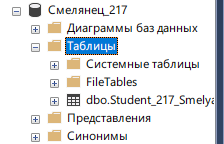 Смелянец_217
Диаграммы баз данных
Таблицы
Системные таблицы
FileTables
dbo.Student_217_Smelya
Представления
Синонимы